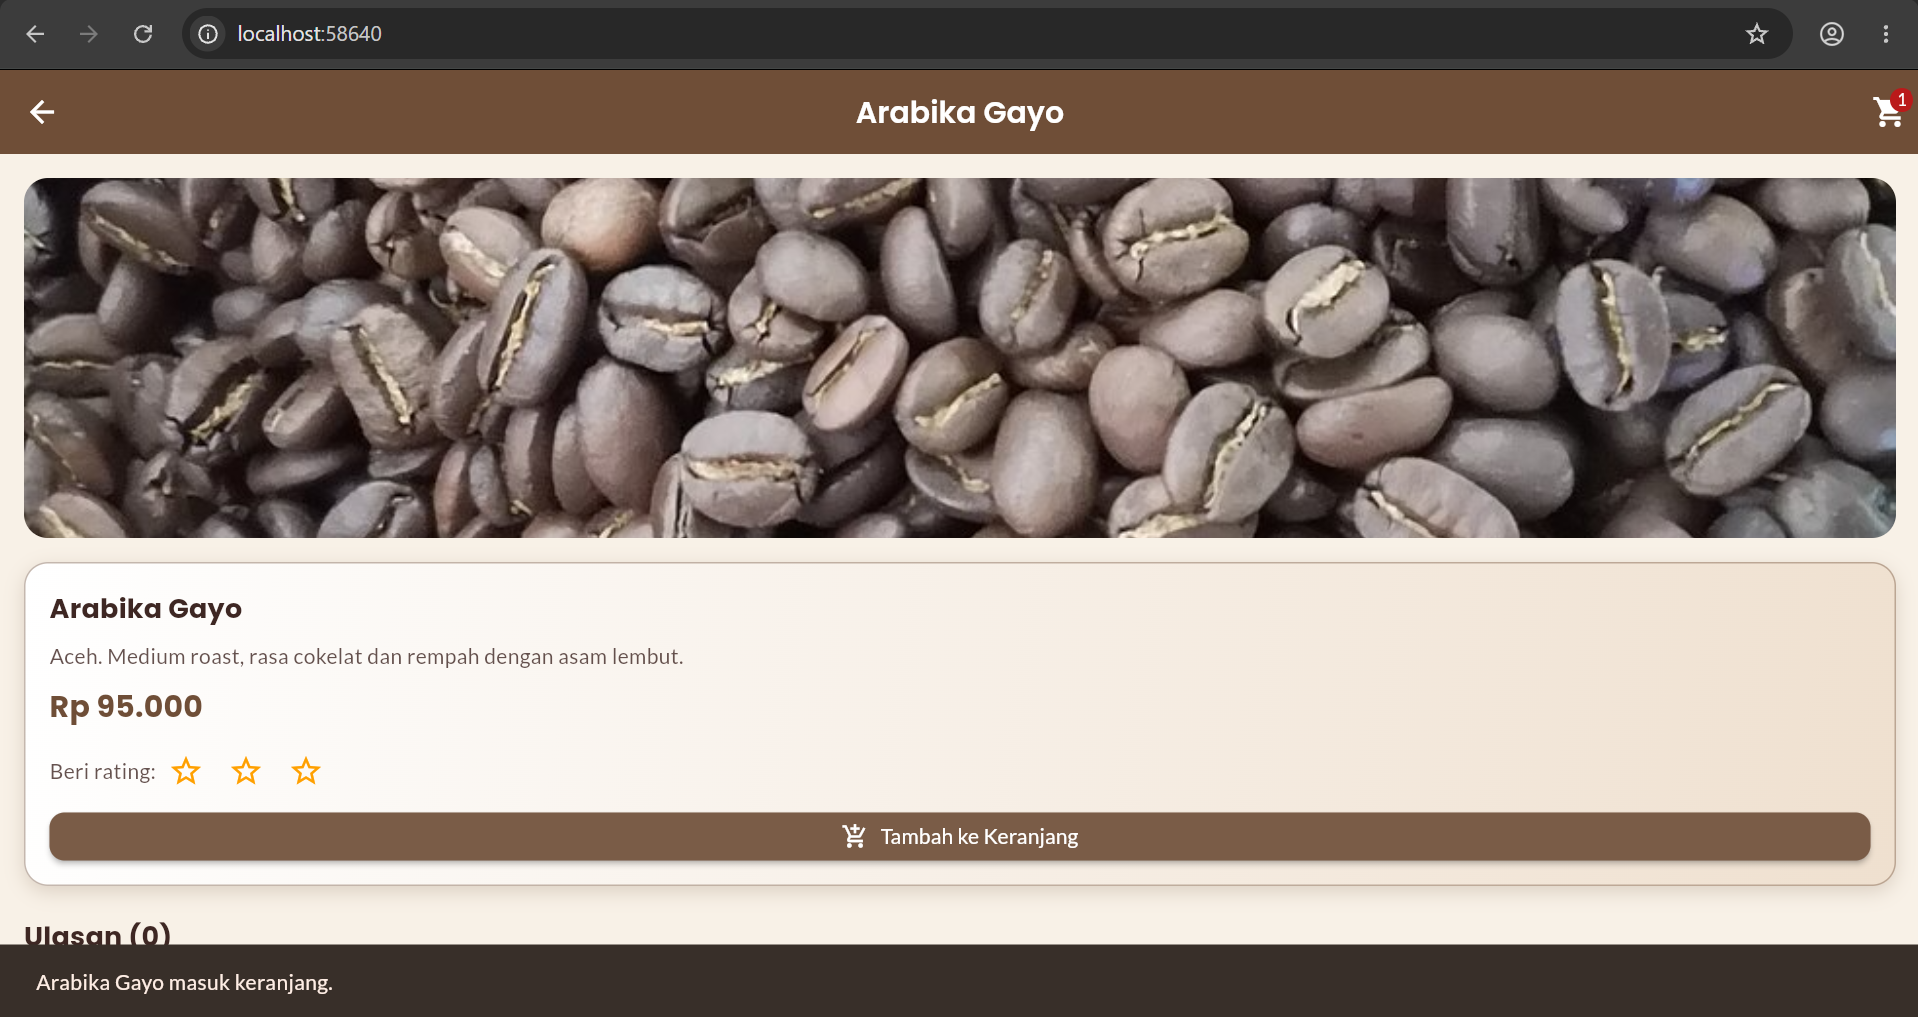 localhost:58640
Arabika Gayo
1
Arabika Gayo
Aceh. Medium roast, rasa cokelat dan rempah dengan asam lembut.
Rp 95.000
Beri rating:
Tambah ke Keranjang
Ulasan (0)
Arabika Gayo masuk keranjang.